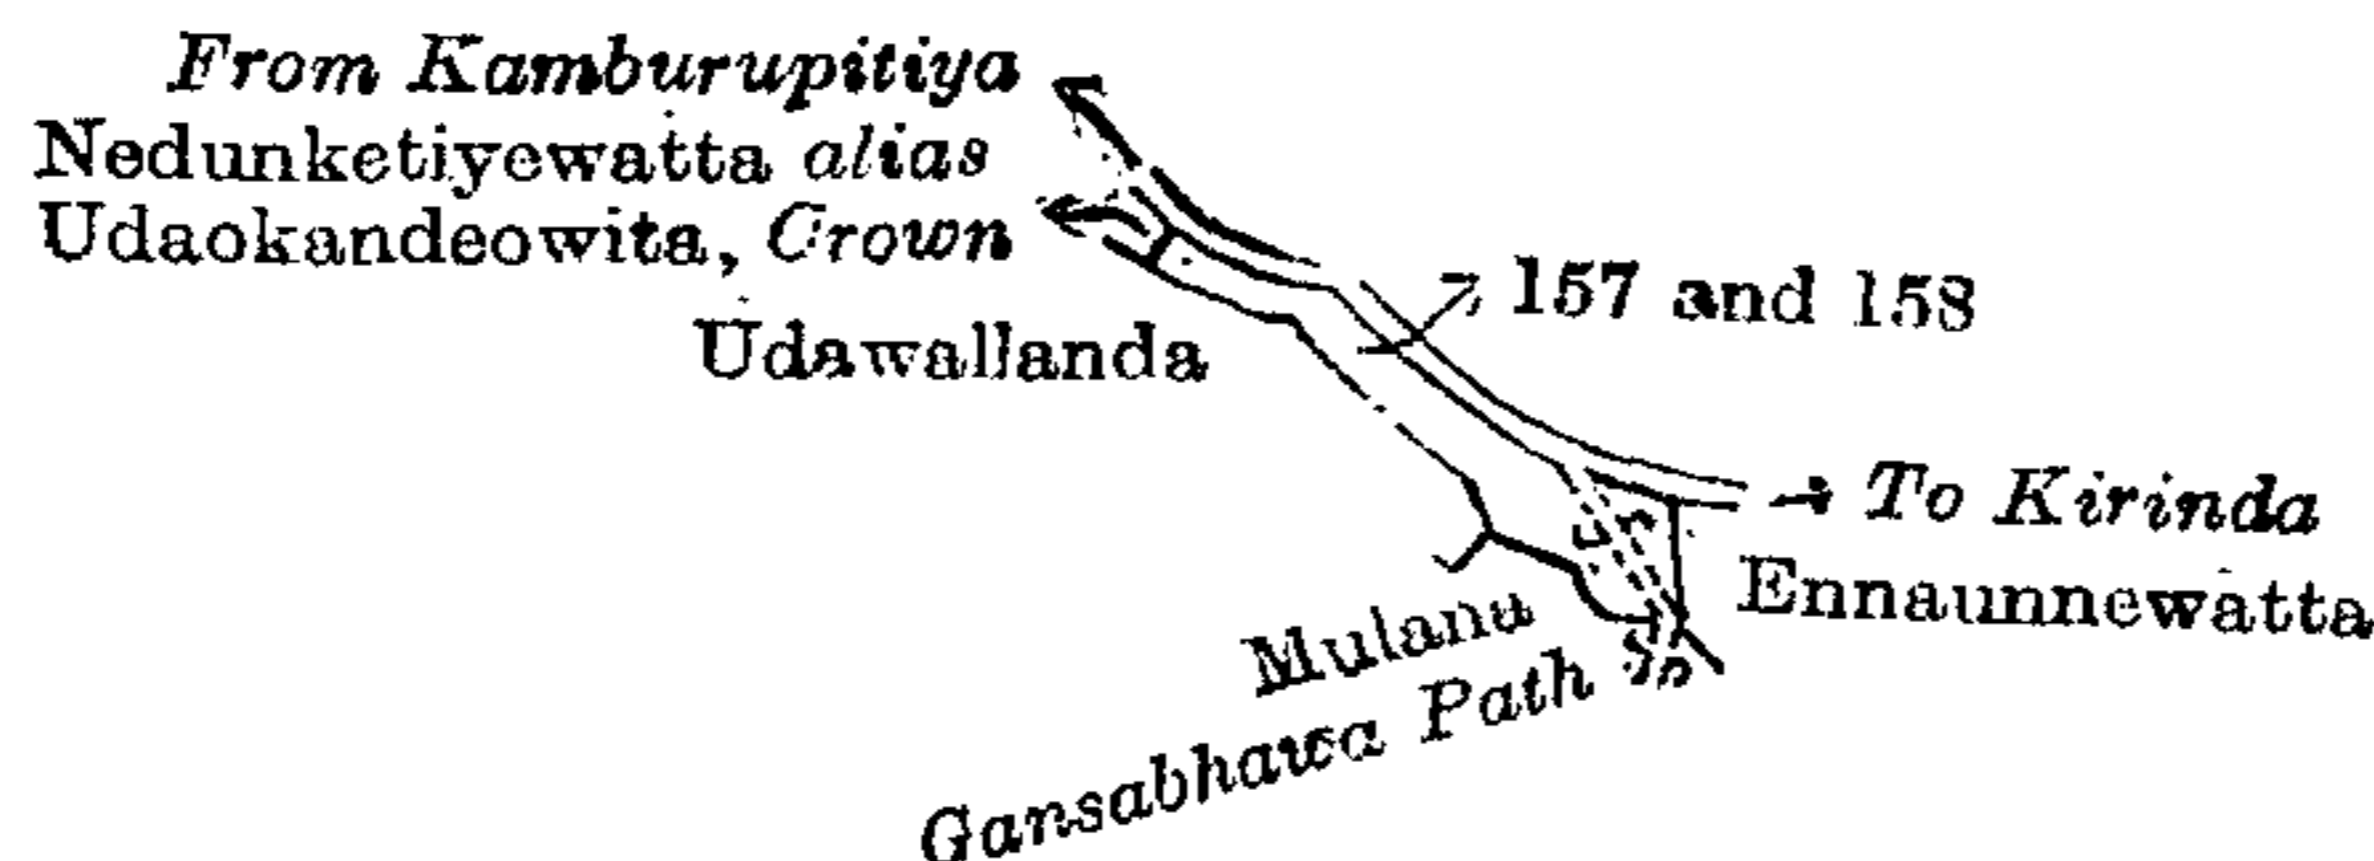 From Kamburupitiya
Nedunketiyewatta alias
Udaokandeowita, Crown
Udawallanda
157 and 158
To Kirinda
Ennaunnewatta
Mulana
Gansabhawa Path